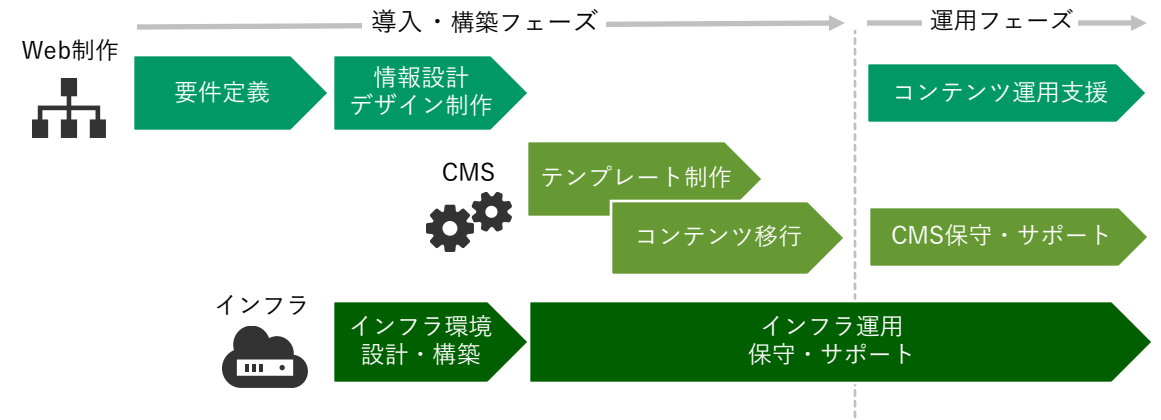 導入・構築フェーズ
運用フェーズ
Web制作
要件定義
情報設計
デザイン制作
コンテンツ運用支援
CMS
テンプレート制作
コンテンツ移行
CMS保守・サポート
インフラ
インフラ環境
設計・構築
インフラ運用
保守・サポート